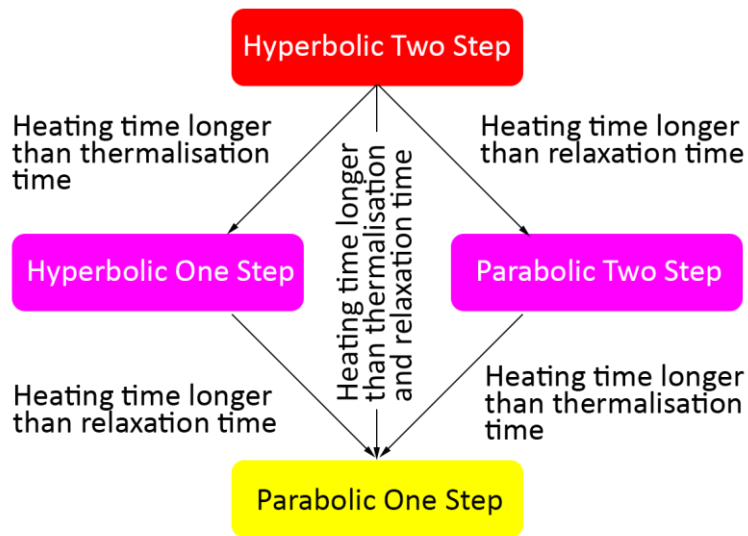 Hyperbolic Two Step
Heating time longer
than thermalisation
time
Heating time longer
than thermalisation
and relaxation time
Heating time longer
than relaxation time
Hyperbolic One Step
Parabolic Two Step
Heating time longer
than relaxation time
Heating time longer
than thermalisation
time
Parabolic One Step